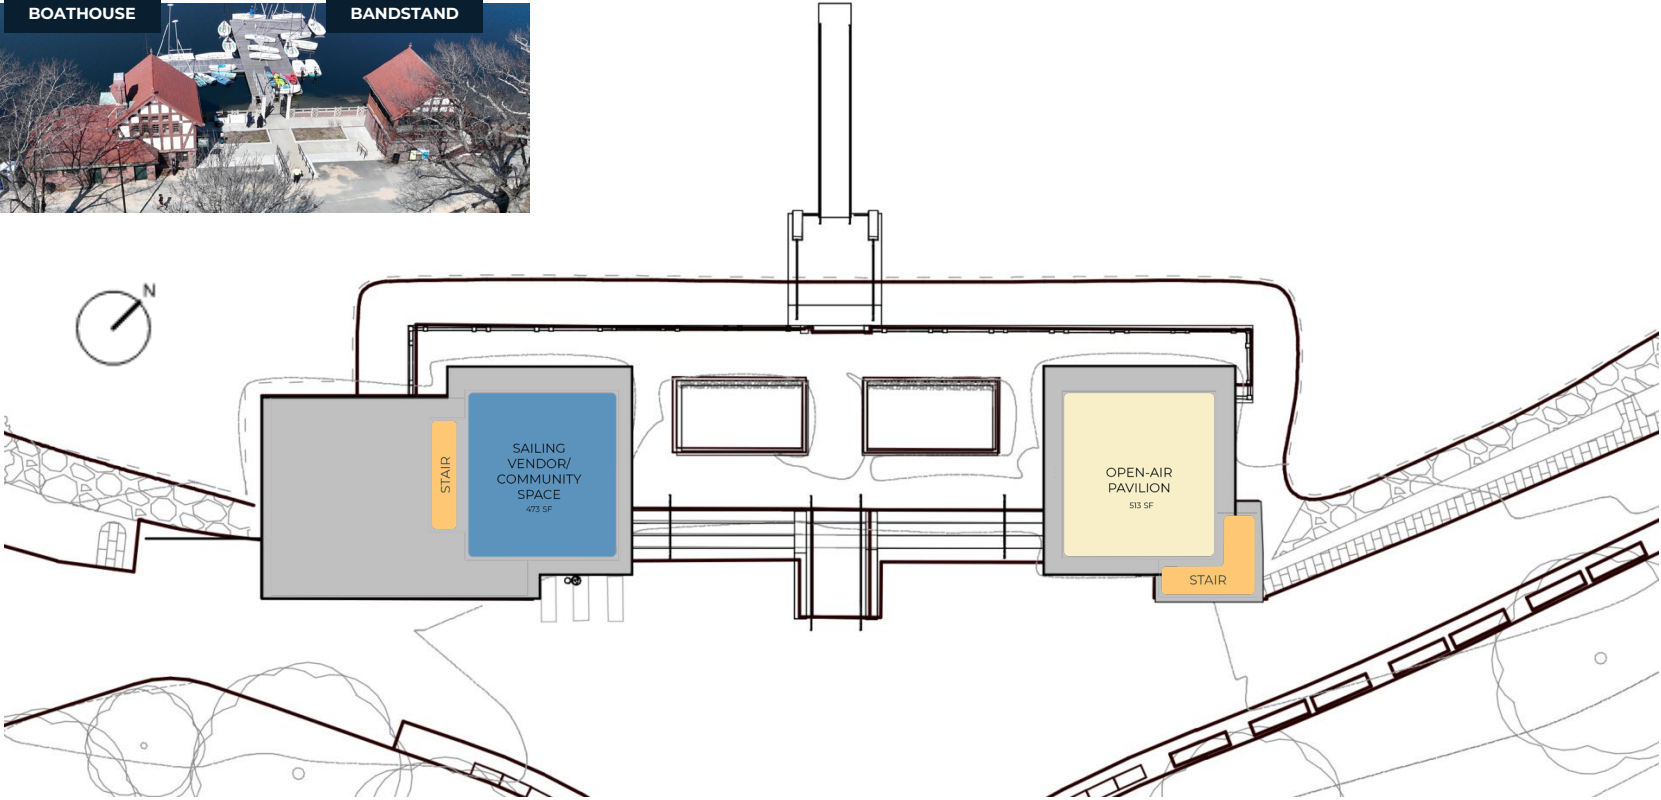 BOATHOUSE
BANDSTAND
N
STAIR
SAILING
VENDOR/
COMMUNITY
SPACE
473 SF
OPEN-AIR
PAVILION
513 SF
STAIR